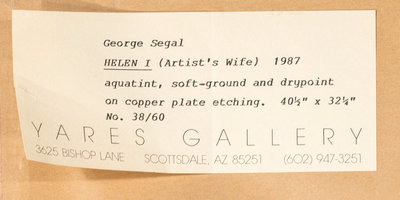 George Segal
HELEN I (Artist's Wife) 1987
aquatint, soft-ground and drypoint
on copper plate etching. 40½" x 32¼"
No. 38/60
YARES GALLERY
3625 BISHOP LANE SCOTTSDALE, AZ 85251 (602) 947-3251